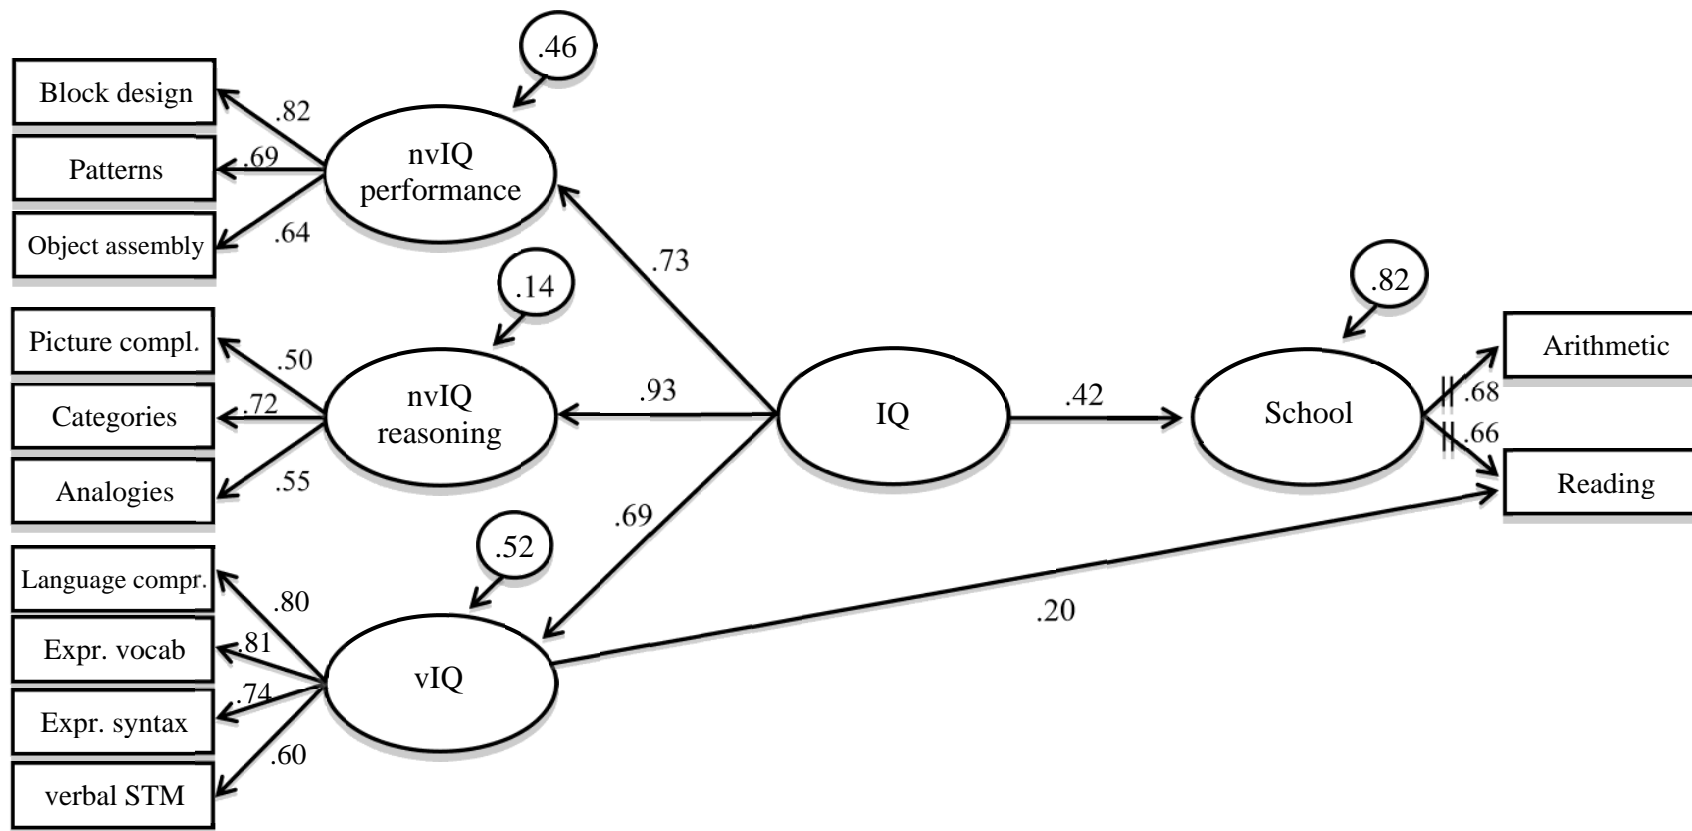 .46
Block design
.82
nvIQ
performance
Patterns
.69
Object assembly
.64
.73
.14
.82
Picture compl.
.50
nvIQ
reasoning
.93
IQ
.42
School
Arithmetic
.68
Categories
.72
.66
Analogies
.55
Reading
.69
.52
Language compr.
.80
.20
Expr. vocab
.81
vIQ
Expr. syntax
.74
.60
verbal STM